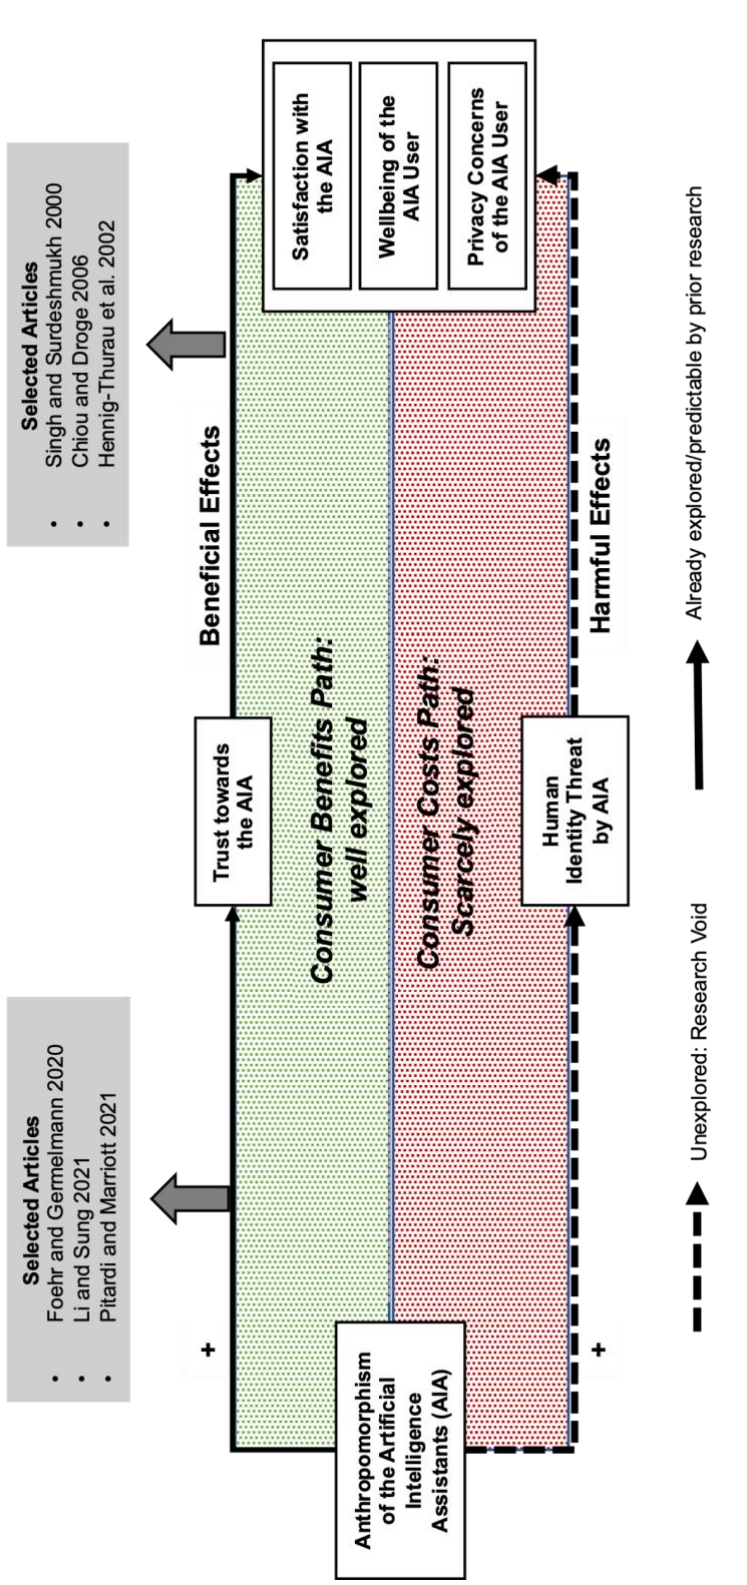 Selected Articles
• Foehr and Germelmann 2020
• Li and Sung 2021
• Pitardi and Marriott 2021
Selected Articles
• Singh and Surdeshmukh 2000
• Chiou and Droge 2006
• Hennig-Thurau et al. 2002
+
Trust towards
the AIA
Beneficial Effects
Anthropomorphism
of the Artificial
Intelligence
Assistants (AIA)
Consumer Benefits Path:
well explored
Consumer Costs Path:
Scarcely explored
Satisfaction with
the AIA
Wellbeing of the
AIA User
Privacy Concerns
of the AIA User
+
Human
Identity Threat
by AIA
Harmful Effects
Unexplored: Research Void
Already explored/predictable by prior research